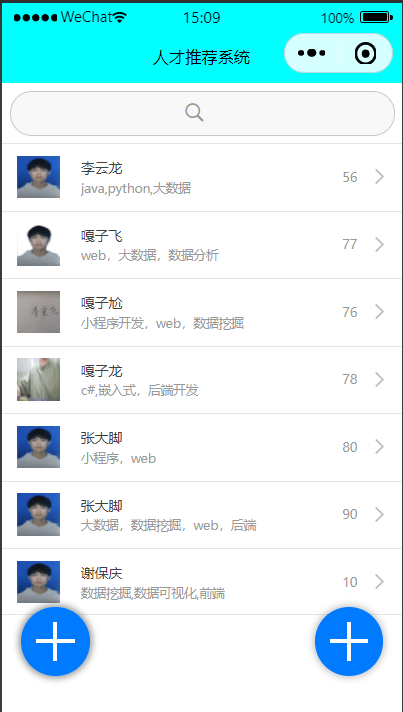 WeChat 15:09 100%
人才推荐系统
李云龙
java,python,大数据
56
嘎子飞
web，大数据，数据分析
77
嘎子尬
小程序开发，web，数据挖掘
76
嘎子龙
c#,嵌入式，后端开发
78
张大脚
小程序，web
80
张大脚
大数据，数据挖掘，web，后端
90
谢保庆
数据挖掘,数据可视化,前端
10